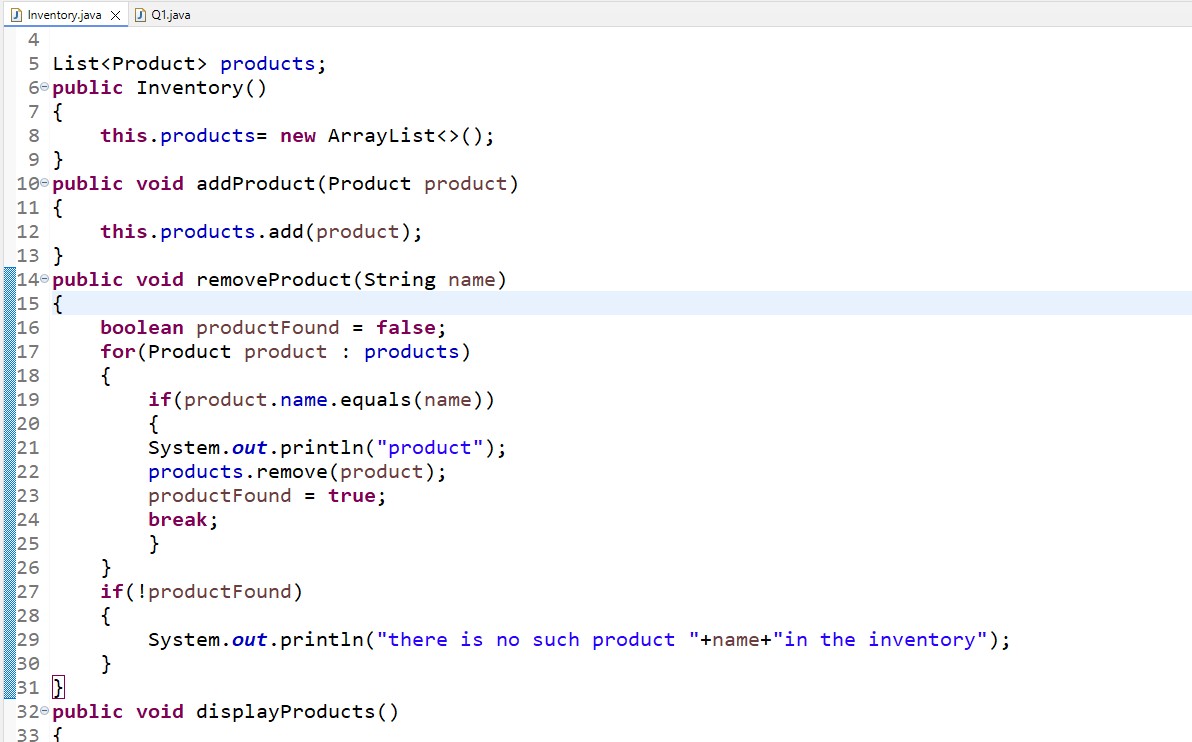 Inventory.java Q1.java
4
5 List<Product> products;
6 public Inventory()
7 {
8     this.products= new ArrayList<>();
9 }
10 public void addProduct(Product product)
11 {
12     this.products.add(product);
13 }
14 public void removeProduct(String name)
15 {
16     boolean productFound = false;
17     for(Product product : products)
18     {
19         if(product.name.equals(name))
20         {
21         System.out.println("product");
22         products.remove(product);
23         productFound = true;
24         break;
25         }
26     }
27     if(!productFound)
28     {
29         System.out.println("there is no such product "+name+"in the inventory");
30     }
31 }
32 public void displayProducts()
33 {